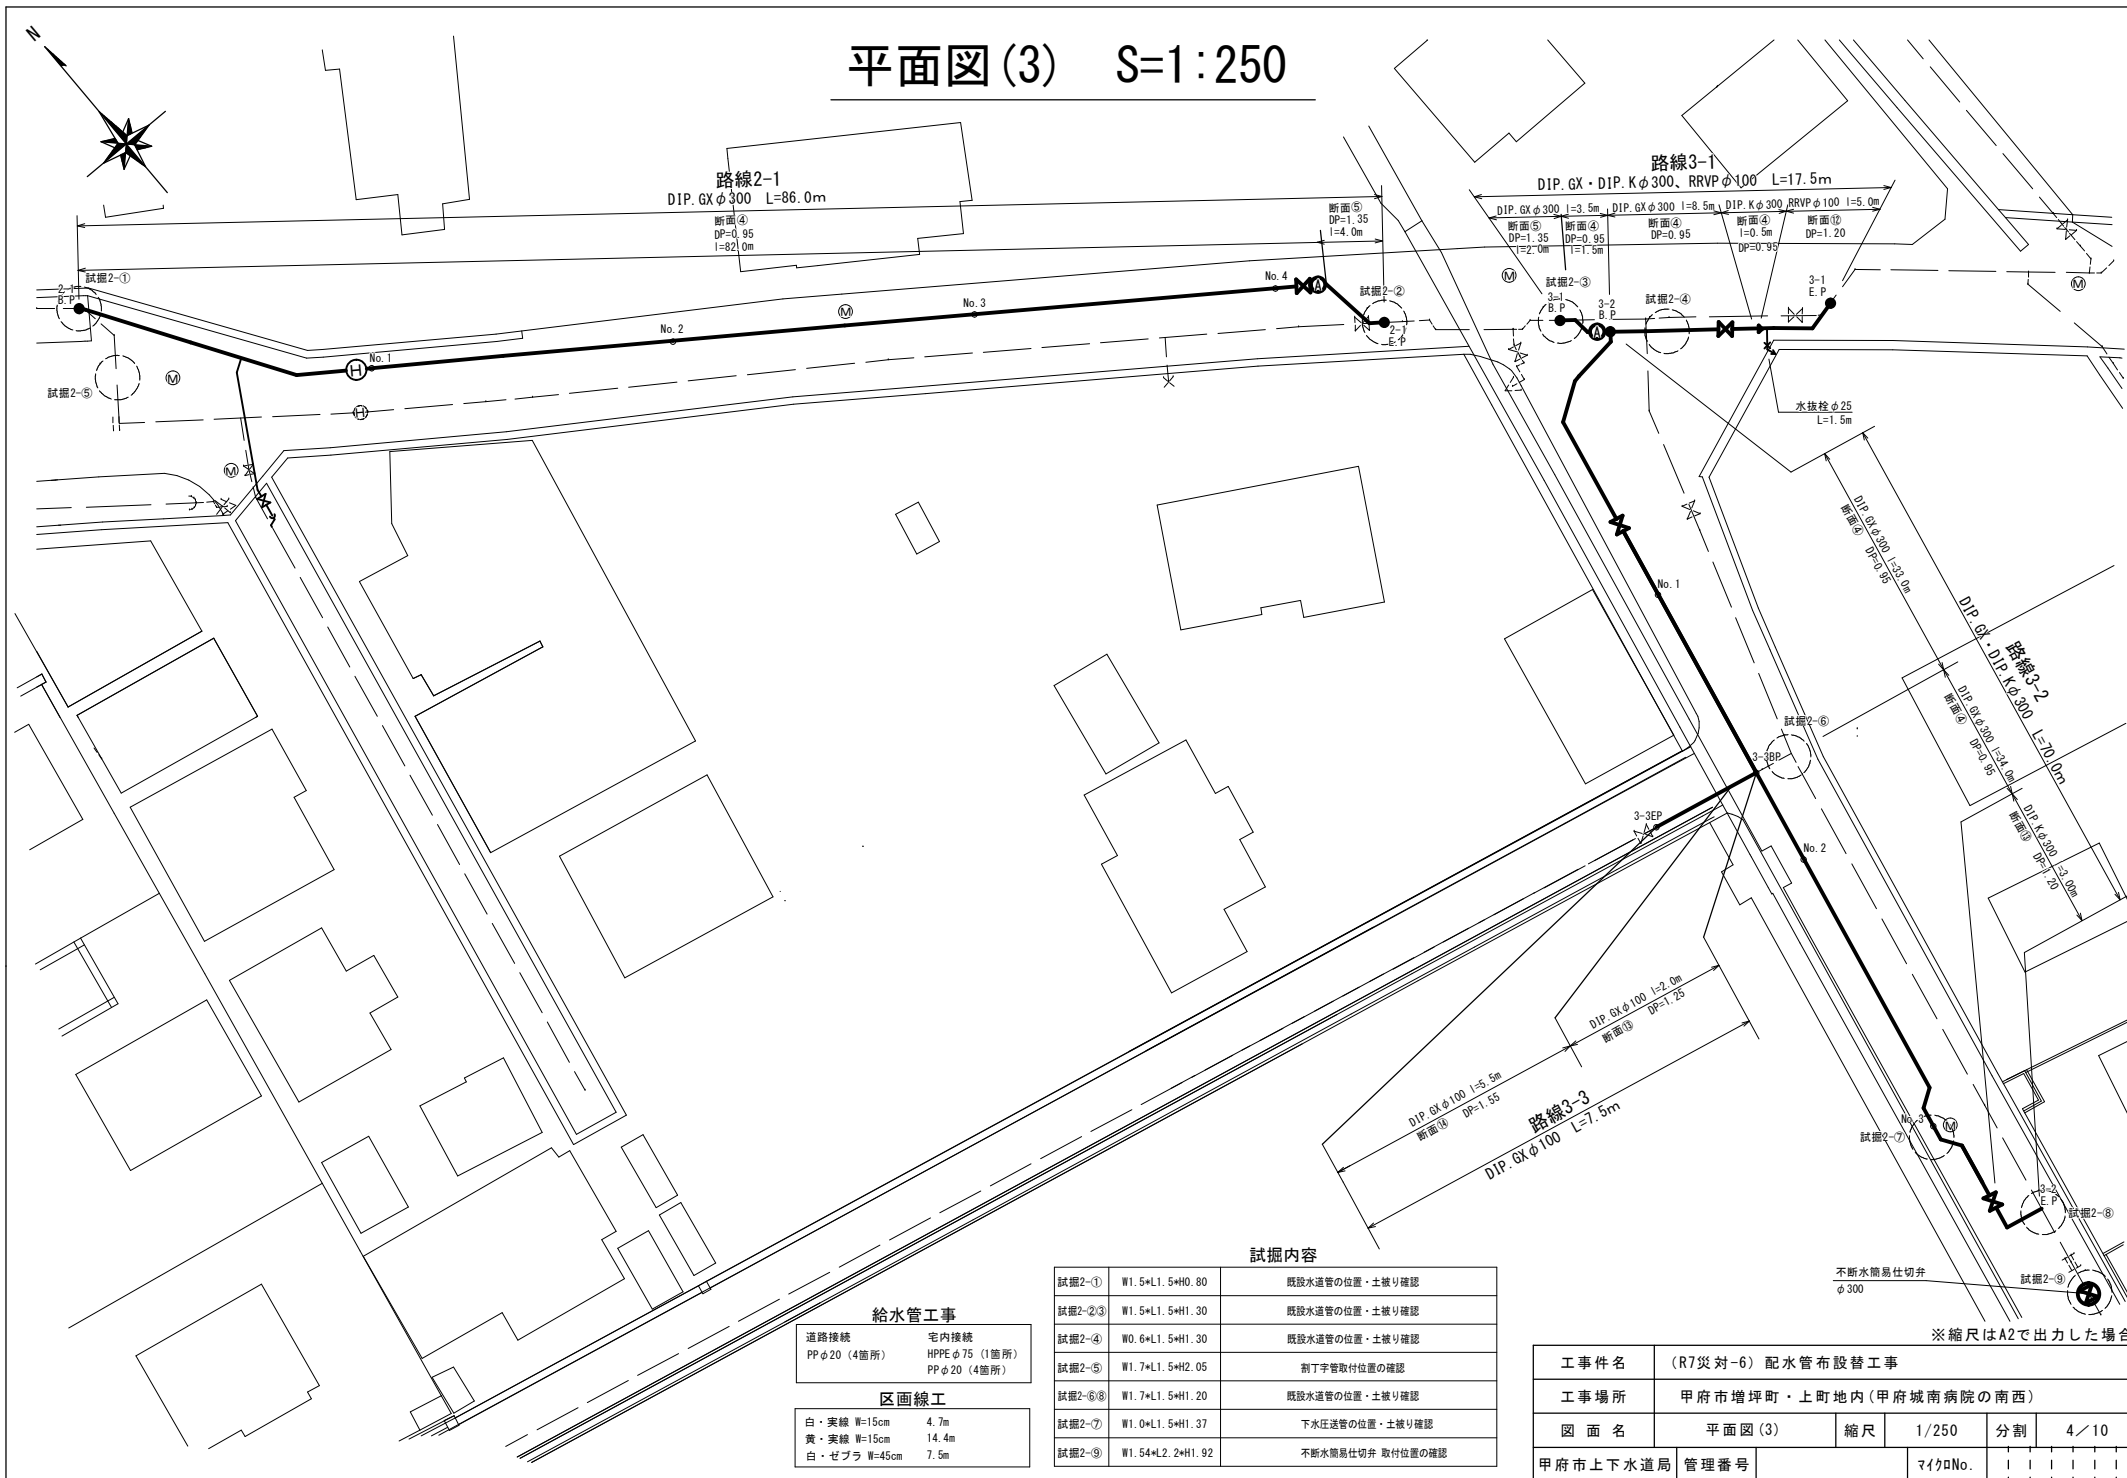 平面図(3)　S=1:250
N
路線2-1
DIP.GXφ300　L=86.0m
断面④
DP=0.95
l=82.0m
断面⑤
DP=1.35
l=4.0m
路線3-1
DIP.GX・DIP.Kφ300、RRVPφ100　L=17.5m
DIP.GXφ300 l=3.5m
DIP.GXφ300 l=8.5m
DIP.Kφ300
RRVPφ100 l=5.0m
断面⑤
DP=1.35
l=2.0m
断面④
DP=0.95
l=1.5m
断面④
DP=0.95
断面④
l=0.5m
DP=0.95
断面⑫
DP=1.20
試掘2-①
2-1
B.P
試掘2-⑤
M
H
No.1
H
M
No.2
M
No.3
No.4
A
試掘2-②
2-1
E.P
M
試掘2-③
3-1
B.P
3-2
B.P
A
試掘2-④
3-1
E.P
M
水抜栓φ25
L=1.5m
DIP.GXφ300 l=33.0m
断面④　DP=0.95
路線3-2
DIP.GX・DIP.Kφ300　L=70.0m
DIP.GXφ300 l=34.0m
断面④　DP=0.95
DIP.Kφ300 l=3.00m
断面⑬　DP=1.20
No.1
試掘2-⑥
3-3BP
3-3EP
No.2
DIP.GXφ100 l=2.0m
断面⑬　DP=1.25
DIP.GXφ100 l=5.5m
断面⑭　DP=1.55
路線3-3
DIP.GXφ100　L=7.5m
No.3
M
試掘2-⑦
3-2
E.P
試掘2-⑧
試掘2-⑨
不断水簡易仕切弁
φ300
給水管工事
道路接続　宅内接続
PPφ20（4箇所）　HPPEφ75（1箇所）
PPφ20（4箇所）
区画線工
白・実線 W=15cm　4.7m
黄・実線 W=15cm　14.4m
白・ゼブラ W=45cm　7.5m
試掘内容
試掘2-①　W1.5*L1.5*H0.80　既設水道管の位置・土被り確認
試掘2-②③　W1.5*L1.5*H1.30　既設水道管の位置・土被り確認
試掘2-④　W0.6*L1.5*H1.30　既設水道管の位置・土被り確認
試掘2-⑤　W1.7*L1.5*H2.05　割丁字管取付位置の確認
試掘2-⑥⑧　W1.7*L1.5*H1.20　既設水道管の位置・土被り確認
試掘2-⑦　W1.0*L1.5*H1.37　下水圧送管の位置・土被り確認
試掘2-⑨　W1.54*L2.2*H1.92　不断水簡易仕切弁 取付位置の確認
※縮尺はA2で出力した場合
工事件名　（R7災対-6）配水管布設替工事
工事場所　甲府市増坪町・上町地内(甲府城南病院の南西)
図面名　平面図(3)　縮尺　1/250　分割　4/10
甲府市上下水道局　管理番号　マイクロNo.